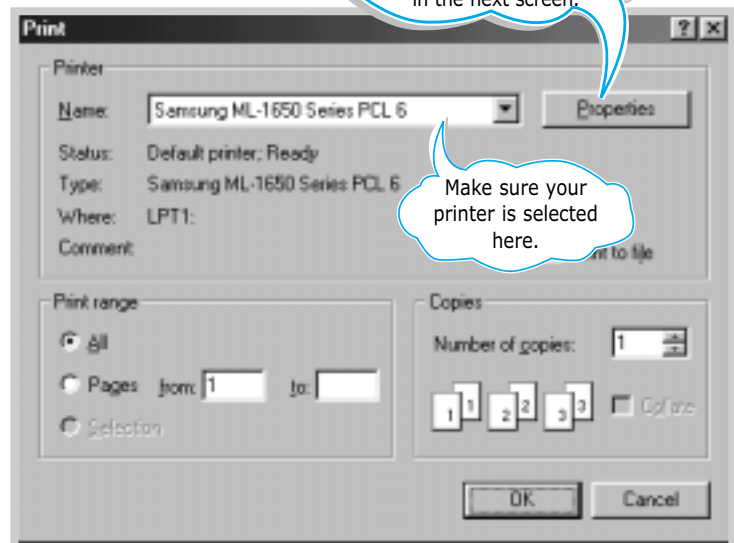 in the next screen.
Print
Printer
Name: Samsung ML-1650 Series PCL 6 Properties
Status: Default printer; Ready
Type: Samsung ML-1650 Series PCL 6
Where: LPT1:
Comment:
Make sure your
printer is selected
here.
to file
Print range
All
Pages from: 1 to:
Selection
Copies
Number of copies: 1
1 1 2 2 3 3 Collate
OK Cancel